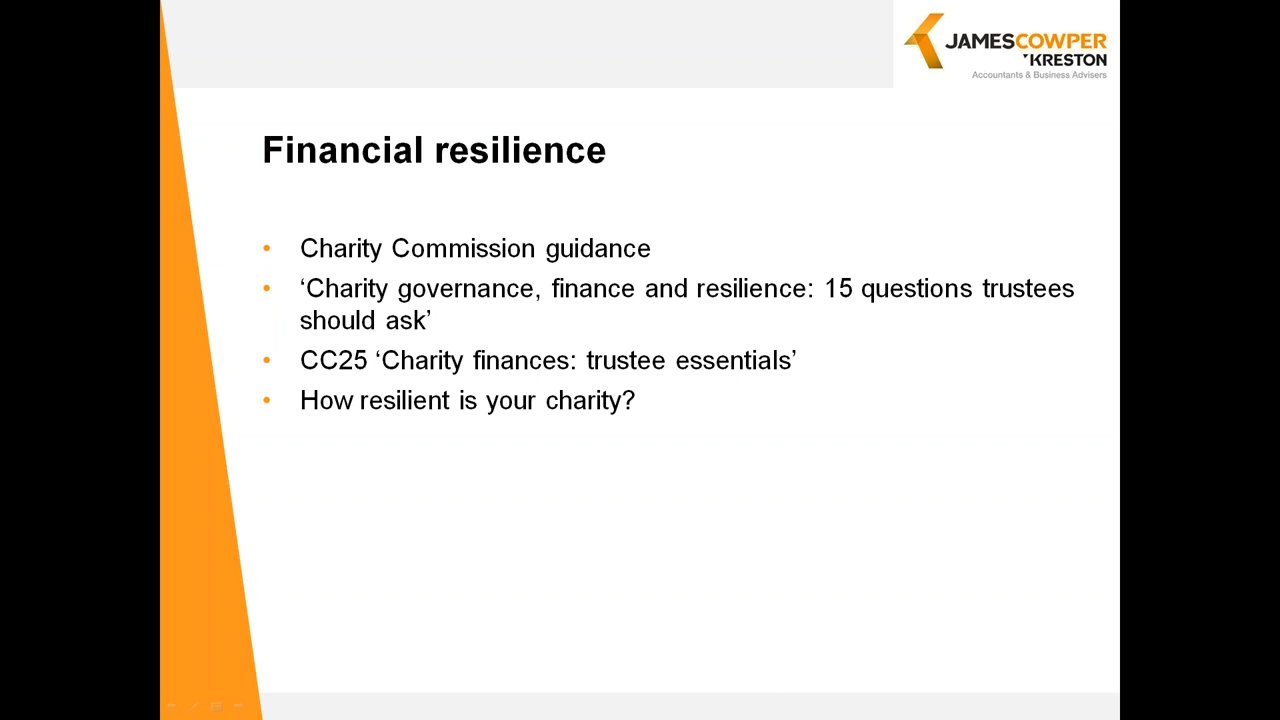 JAMESCOWPER
KRESTON
Accountants & Business Advisers
Financial resilience
• Charity Commission guidance
• ‘Charity governance, finance and resilience: 15 questions trustees
should ask’
• CC25 ‘Charity finances: trustee essentials’
• How resilient is your charity?